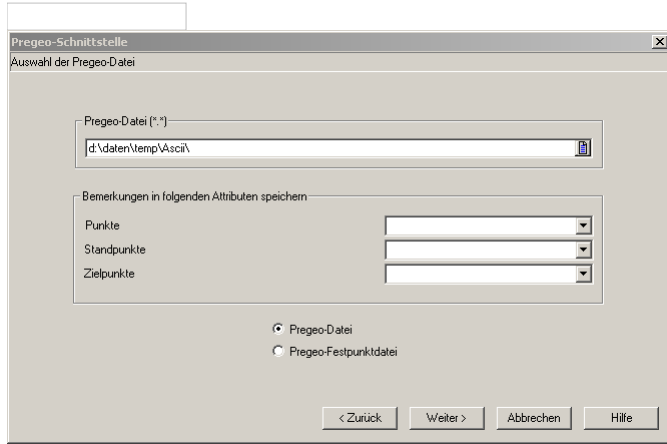 Pregeo-Schnittstelle
Auswahl der Pregeo-Datei
Pregeo-Datei (*.*)
d:\daten\temp\Ascii\
Bemerkungen in folgenden Attributen speichern
Punkte
Standpunkte
Zielpunkte
Pregeo-Datei
Pregeo-Festpunktdatei
< Zurück Weiter > Abbrechen Hilfe